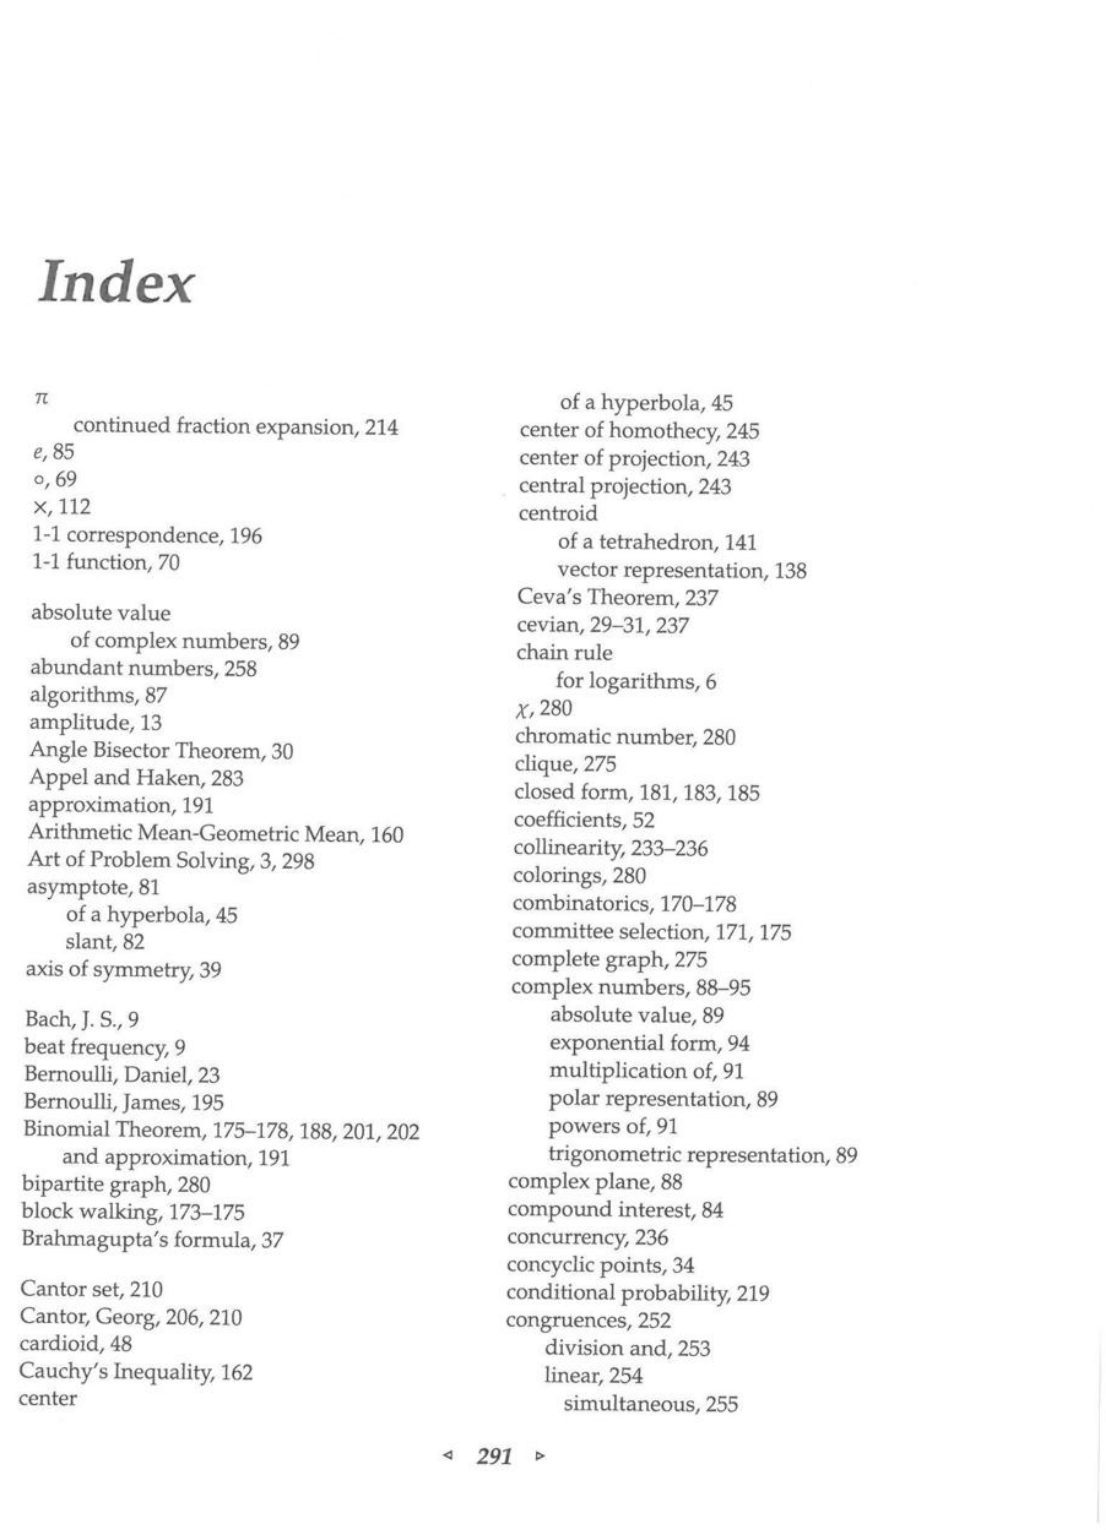 Index
π
continued fraction expansion, 214
e, 85
∘, 69
×, 112
1-1 correspondence, 196
1-1 function, 70
absolute value
of complex numbers, 89
abundant numbers, 258
algorithms, 87
amplitude, 13
Angle Bisector Theorem, 30
Appel and Haken, 283
approximation, 191
Arithmetic Mean-Geometric Mean, 160
Art of Problem Solving, 3, 298
asymptote, 81
of a hyperbola, 45
slant, 82
axis of symmetry, 39
Bach, J. S., 9
beat frequency, 9
Bernoulli, Daniel, 23
Bernoulli, James, 195
Binomial Theorem, 175–178, 188, 201, 202
and approximation, 191
bipartite graph, 280
block walking, 173–175
Brahmagupta's formula, 37
Cantor set, 210
Cantor, Georg, 206, 210
cardioid, 48
Cauchy's Inequality, 162
center
of a hyperbola, 45
center of homothecy, 245
center of projection, 243
central projection, 243
centroid
of a tetrahedron, 141
vector representation, 138
Ceva's Theorem, 237
cevian, 29–31, 237
chain rule
for logarithms, 6
χ, 280
chromatic number, 280
clique, 275
closed form, 181, 183, 185
coefficients, 52
collinearity, 233–236
colorings, 280
combinatorics, 170–178
committee selection, 171, 175
complete graph, 275
complex numbers, 88–95
absolute value, 89
exponential form, 94
multiplication of, 91
polar representation, 89
powers of, 91
trigonometric representation, 89
complex plane, 88
compound interest, 84
concurrency, 236
concyclic points, 34
conditional probability, 219
congruences, 252
division and, 253
linear, 254
simultaneous, 255
◃ 291 ▹